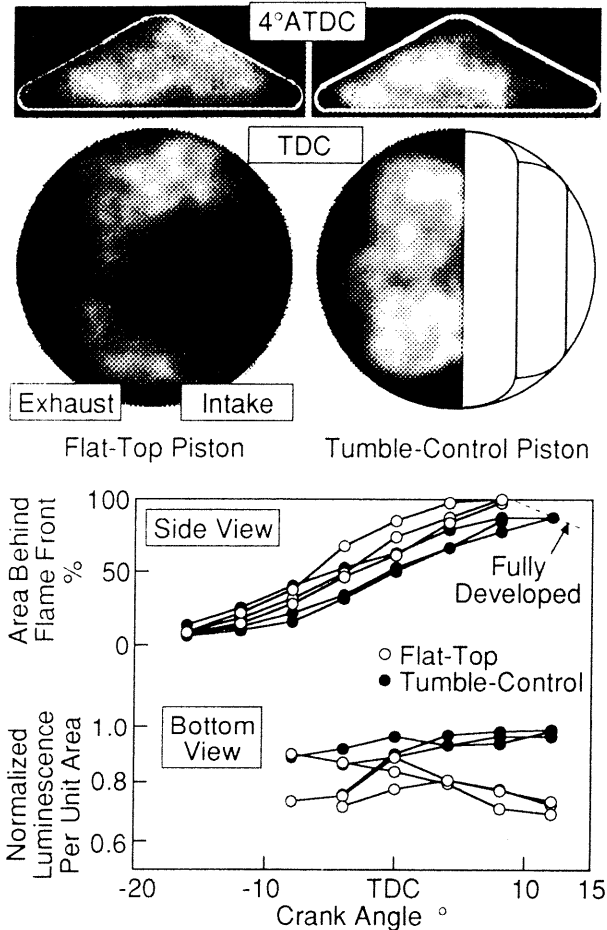 4°ATDC
TDC
Exhaust
Intake
Flat-Top Piston
Tumble-Control Piston
Area Behind
Flame Front
%
100
50
0
Side View
Fully
Developed
Flat-Top
Tumble-Control
Normalized
Luminescence
Per Unit Area
1.0
0.8
0.6
Bottom
View
-20
-10
TDC
10
15
Crank Angle °